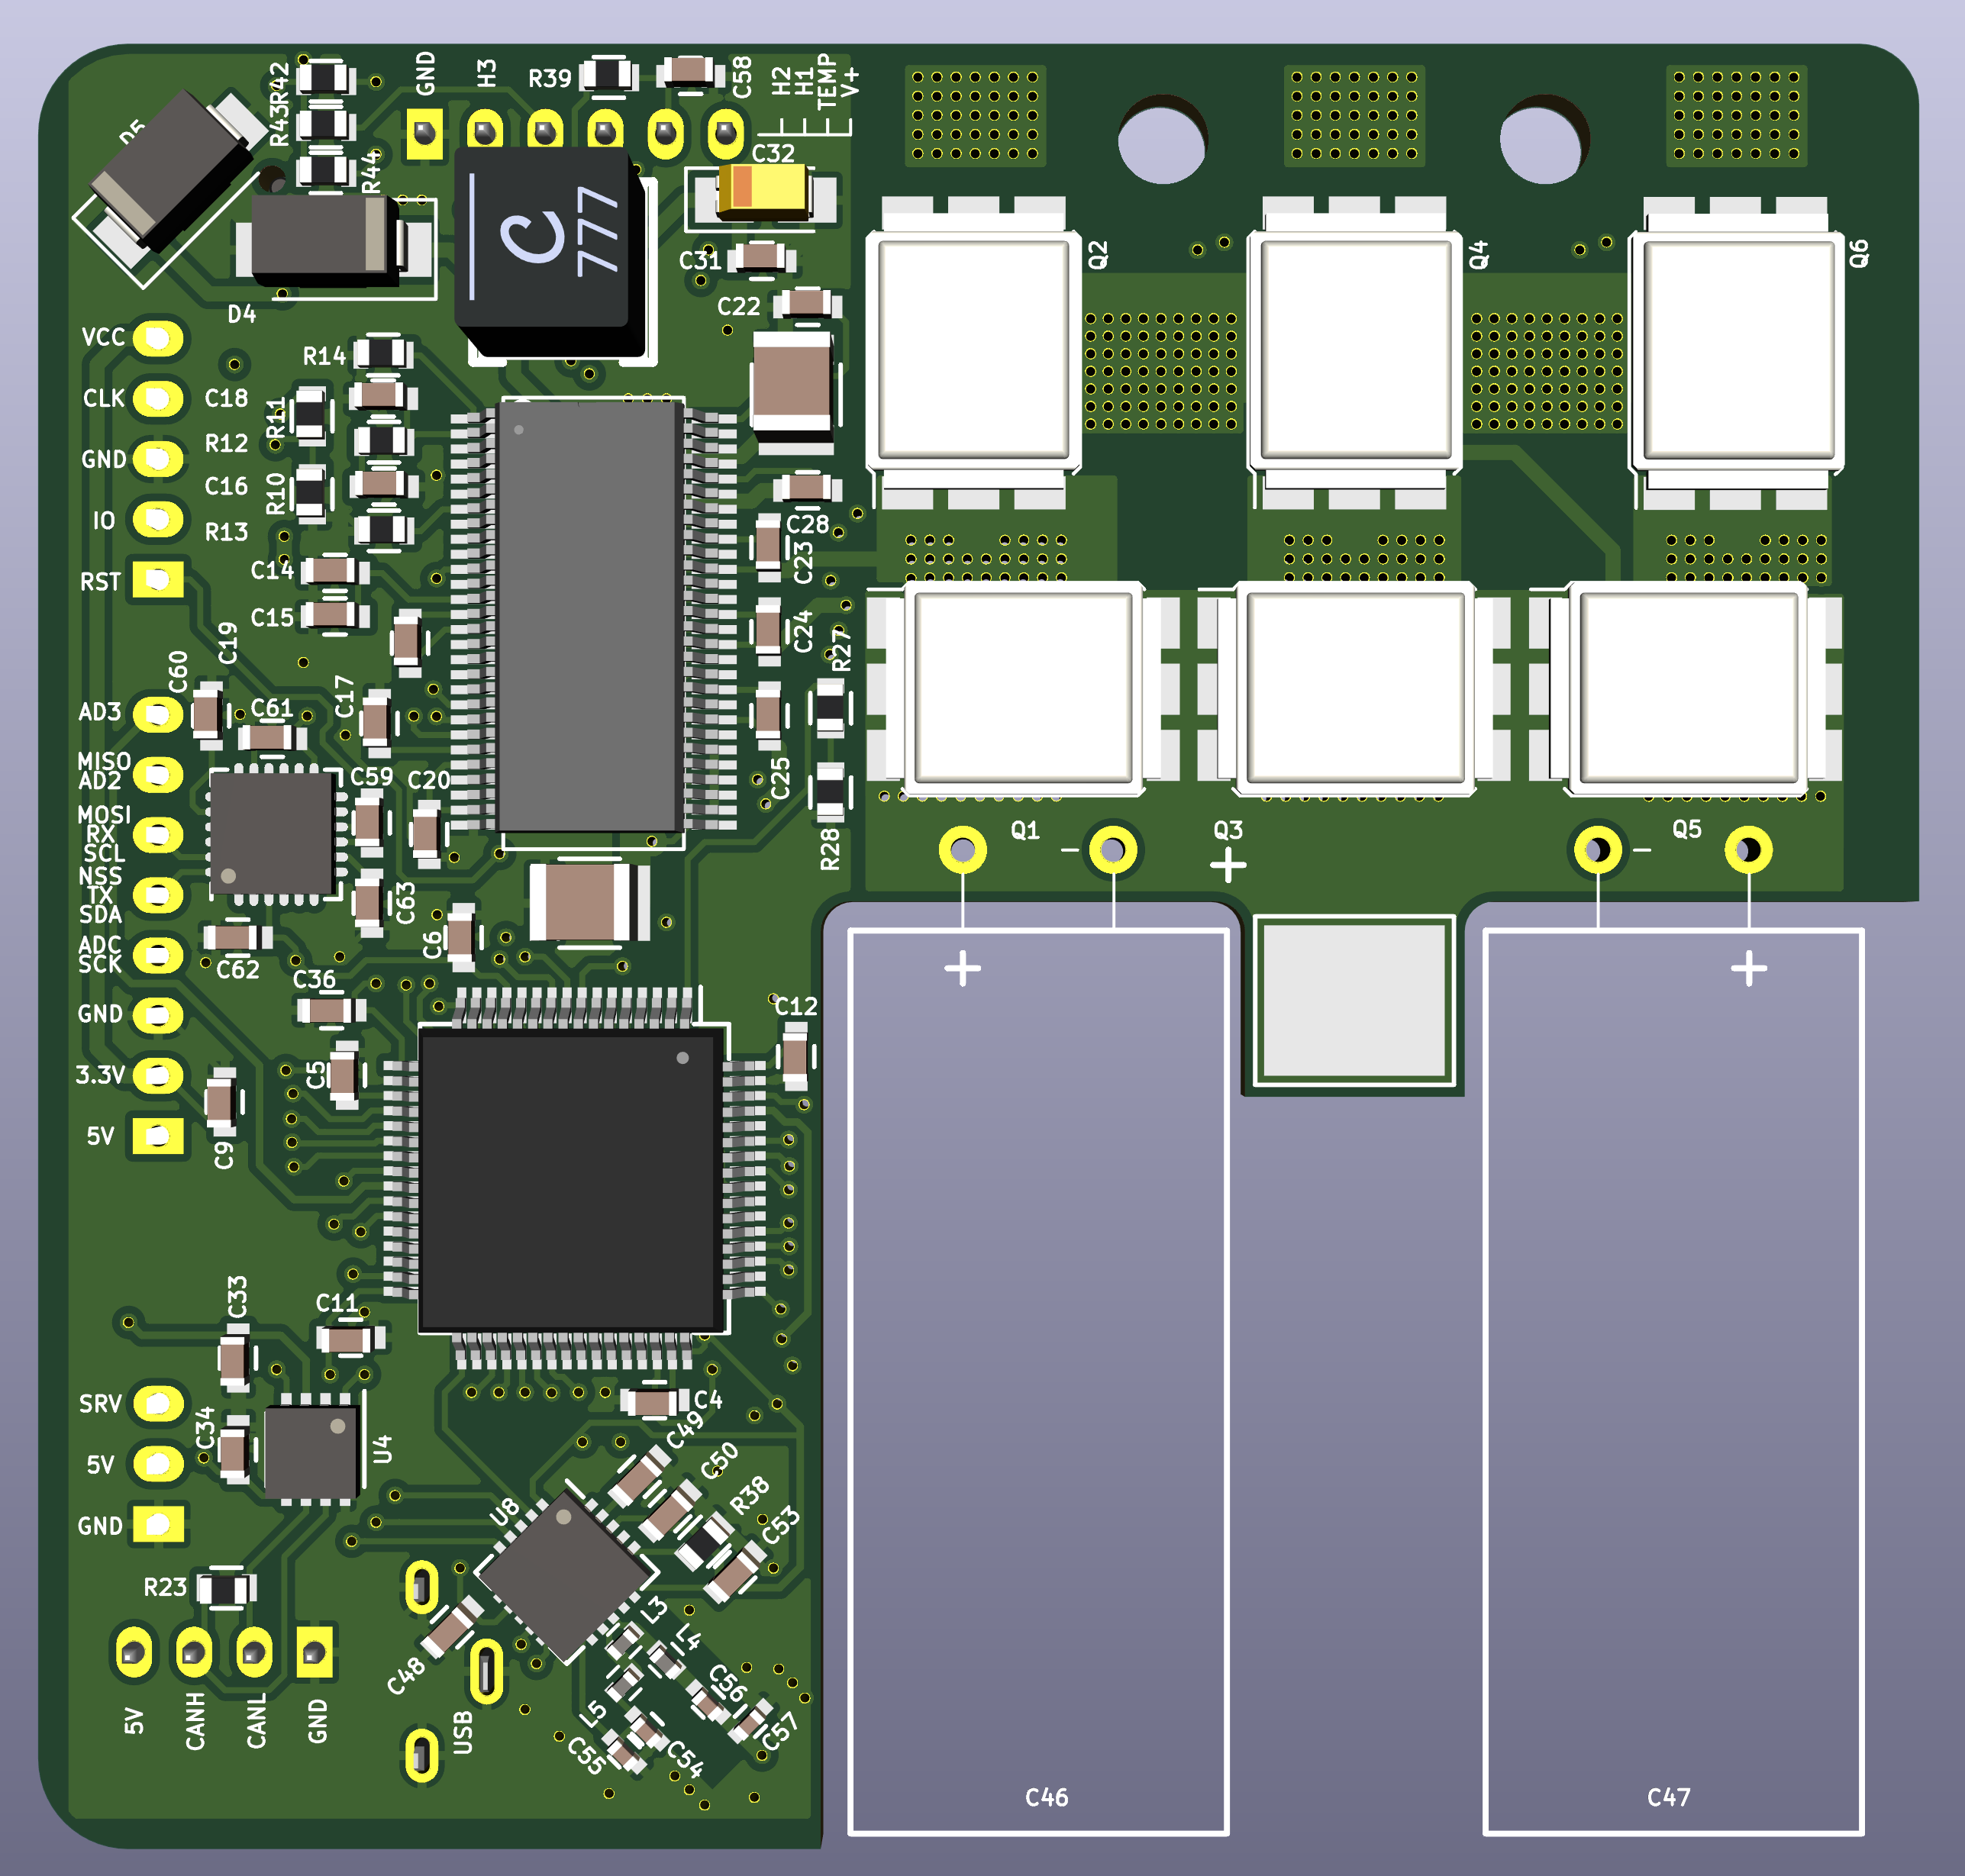 R42
GND
H3
R39
C58
H2
H1
TEMP
V+
R43
D5
R44
C32
C
777
C31
Q2
Q4
Q6
D4
C22
VCC
R14
CLK
C18
R11
R12
GND
C16
R10
IO
R13
C28
C23
C14
RST
C15
C24
R27
C19
C60
C17
AD3
C61
MISO
AD2
C59
C20
C25
MOSI
RX
SCL
Q1
Q3
Q5
R28
NSS
TX
SDA
C63
C6
ADC
SCK
C62
C36
GND
C12
3.3V
C5
5V
C9
C33
C11
SRV
C34
U4
5V
GND
C4
C49
C50
R38
C53
U8
R23
L3
L4
C48
C56
C57
L5
C55
C54
5V
CANH
CANL
GND
USB
C46
C47